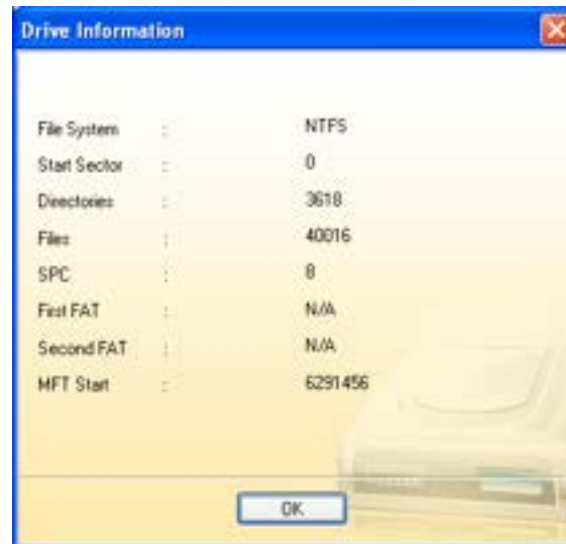 Drive Information
File System : NTFS
Start Sector : 0
Directories : 3618
Files : 40016
SPC : 8
First FAT : N/A
Second FAT : N/A
MFT Start : 6291456
OK